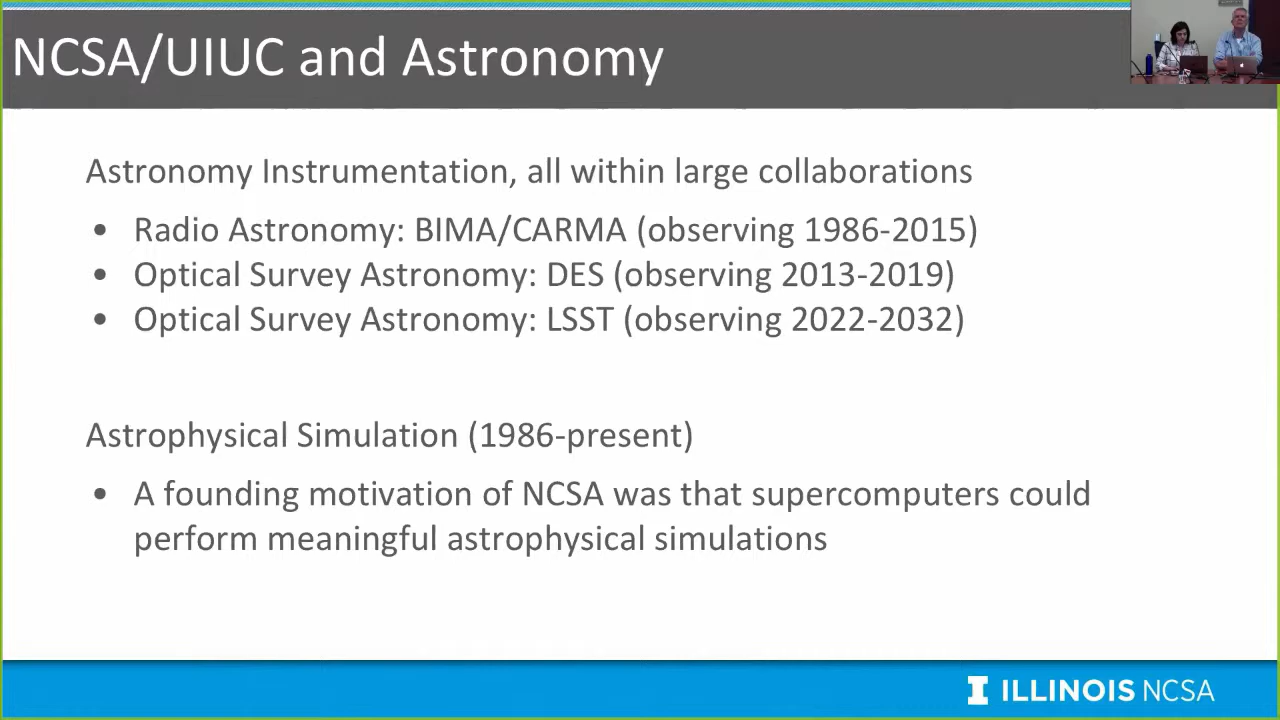 NCSA/UIUC and Astronomy
Astronomy Instrumentation, all within large collaborations
• Radio Astronomy: BIMA/CARMA (observing 1986-2015)
• Optical Survey Astronomy: DES (observing 2013-2019)
• Optical Survey Astronomy: LSST (observing 2022-2032)
Astrophysical Simulation (1986-present)
• A founding motivation of NCSA was that supercomputers could
perform meaningful astrophysical simulations
I ILLINOIS NCSA